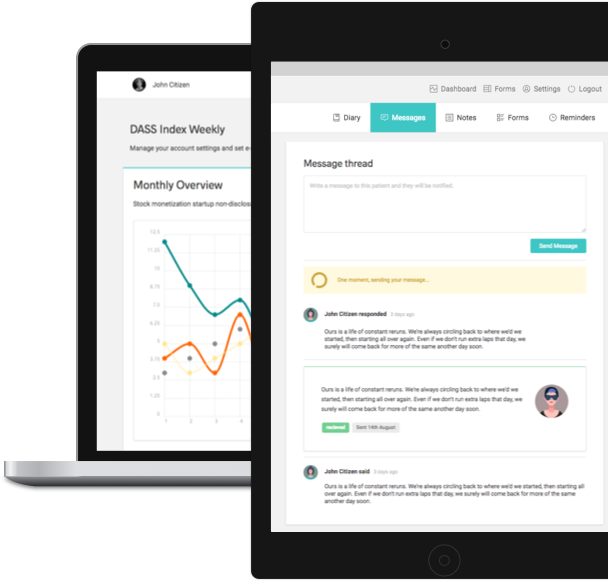 John Citizen
DASS Index Weekly
Manage your account settings and set e
Monthly Overview
Stock monetization startup non-disclos
12.5
11.25
10
8.75
7.5
6.25
5
3.75
2.5
1.25
0
1 2 3 4
Dashboard Forms Settings Logout
Diary Messages Notes Forms Reminders
Message thread
Write a message to this patient and they will be notified.
Send Message
One moment, sending your message...
John Citizen responded 3 days ago
Ours is a life of constant reruns. We're always circling back to where we'd we
started, then starting all over again. Even if we don't run extra laps that day, we
surely will come back for more of the same another day soon.
Ours is a life of constant reruns. We're always circling back to where we'd we
started, then starting all over again. Even if we don't run extra laps that day, we
surely will come back for more of the same another day soon.
recieved Sent 14th August
John Citizen said 3 days ago
Ours is a life of constant reruns. We're always circling back to where we'd we started, then starting all
over again. Even if we don't run extra laps that day, we surely will come back for more of the same
another day soon.